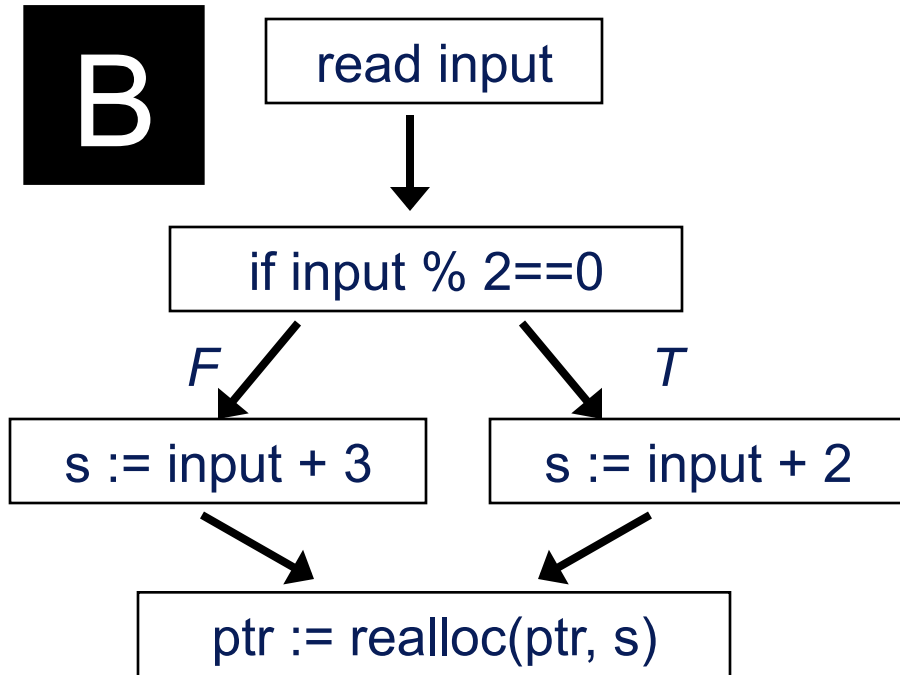 B
read input
if input % 2==0
F
T
s := input + 3
s := input + 2
ptr := realloc(ptr, s)